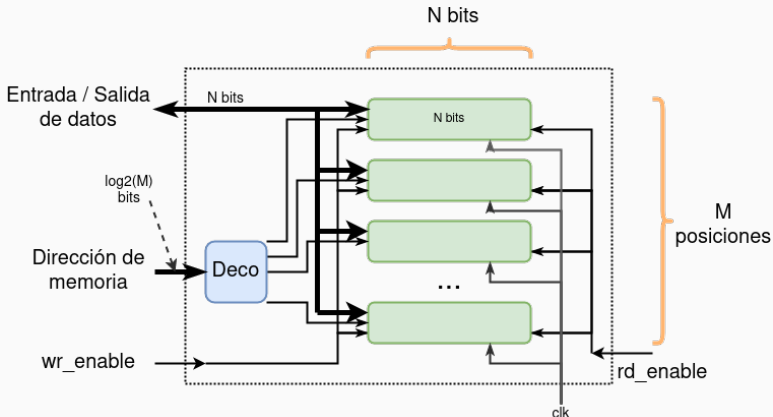 N bits
Entrada / Salida
de datos
N bits
N bits
log2(M)
bits
M
posiciones
Dirección de
memoria
Deco
...
wr_enable
rd_enable
clk